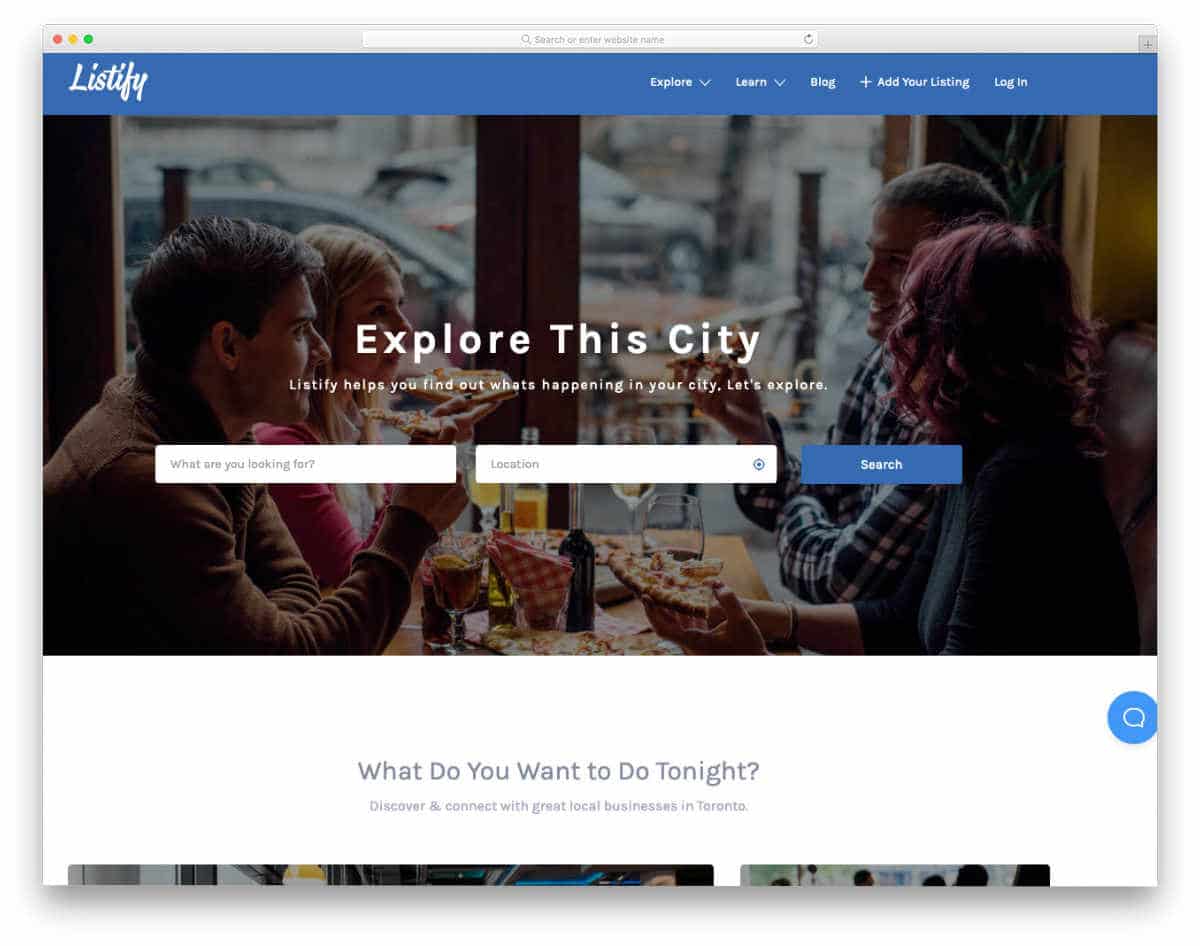 Search or enter website name
Listify
Explore
Learn
Blog
+ Add Your Listing
Log In
Explore This City
Listify helps you find out whats happening in your city, Let's explore.
What are you looking for?
Location
Search
What Do You Want to Do Tonight?
Discover & connect with great local businesses in Toronto.